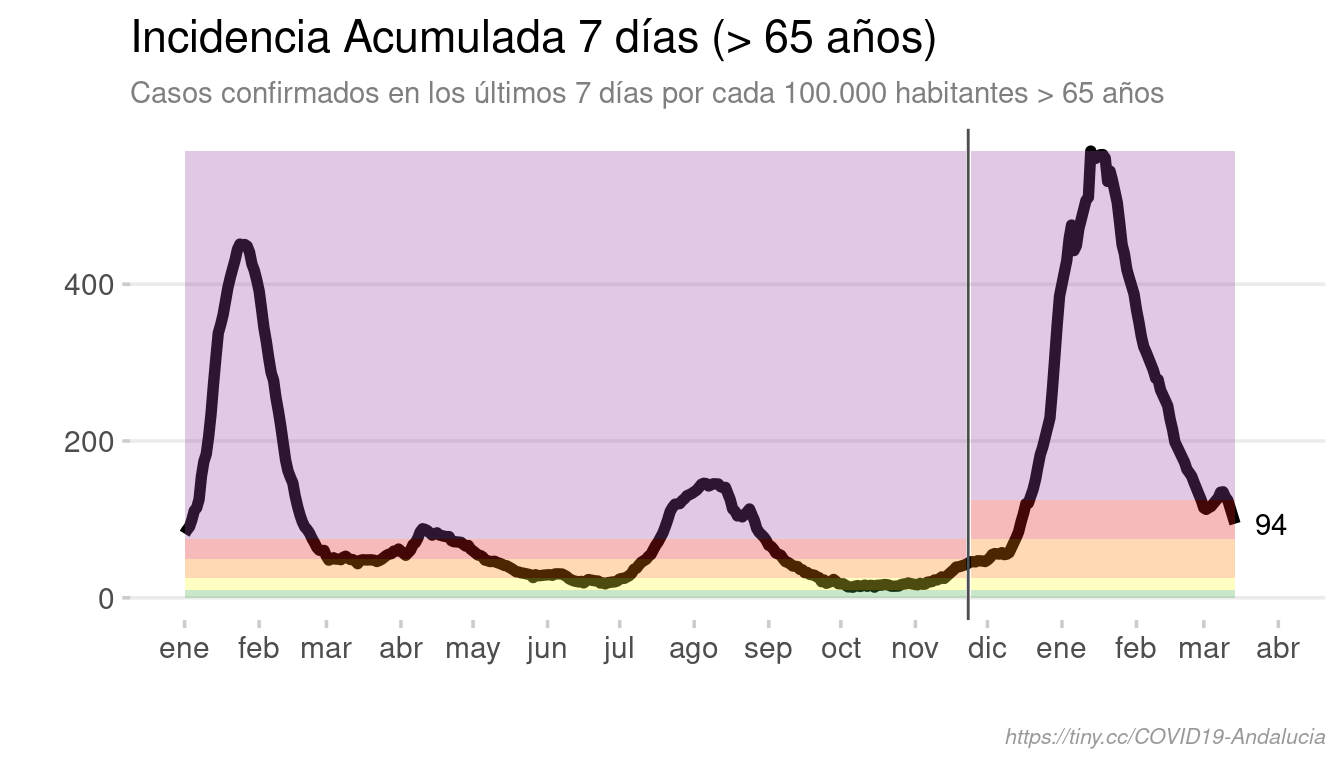 Incidencia Acumulada 7 días (> 65 años)
Casos confirmados en los últimos 7 días por cada 100.000 habitantes > 65 años
400
200
0
94
ene feb mar abr may jun jul ago sep oct nov dic ene feb mar abr
https://tiny.cc/COVID19-Andalucia